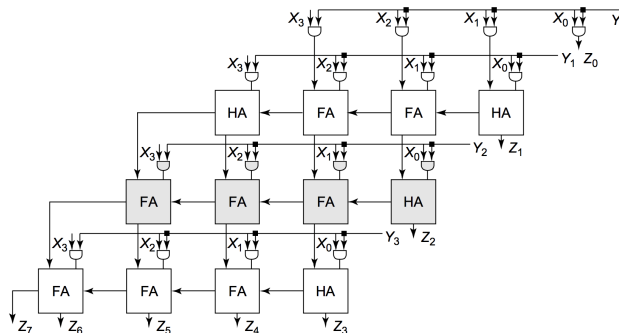 X3 X2 X1 X0 Y
X3 X2 X1 X0 Y1 Z0
HA FA FA HA
X3 X2 X1 X0 Y2 Z1
FA FA FA HA
X3 X2 X1 X0 Y3 Z2
FA FA FA HA
Z7 Z6 Z5 Z4 Z3